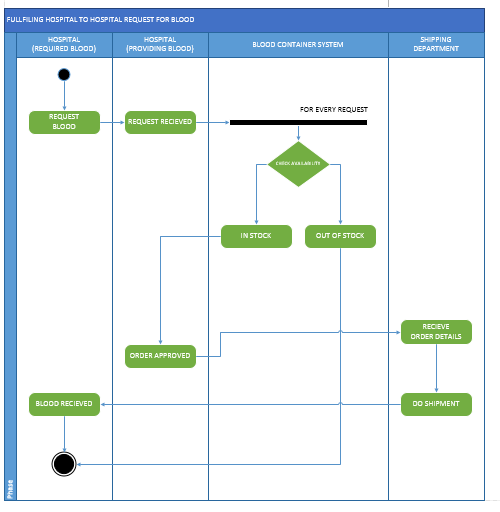 FULLFILING HOSPITAL TO HOSPITAL REQUEST FOR BLOOD
HOSPITAL
(REQUIRED BLOOD)
HOSPITAL
(PROVIDING BLOOD)
BLOOD CONTAINER SYSTEM
SHIPPING
DEPARTMENT
FOR EVERY REQUEST
REQUEST
BLOOD
REQUEST RECIEVED
CHECK AVAILABILITY
IN STOCK
OUT OF STOCK
RECIEVE
ORDER DETAILS
ORDER APPROVED
BLOOD RECIEVED
DO SHIPMENT
Phase